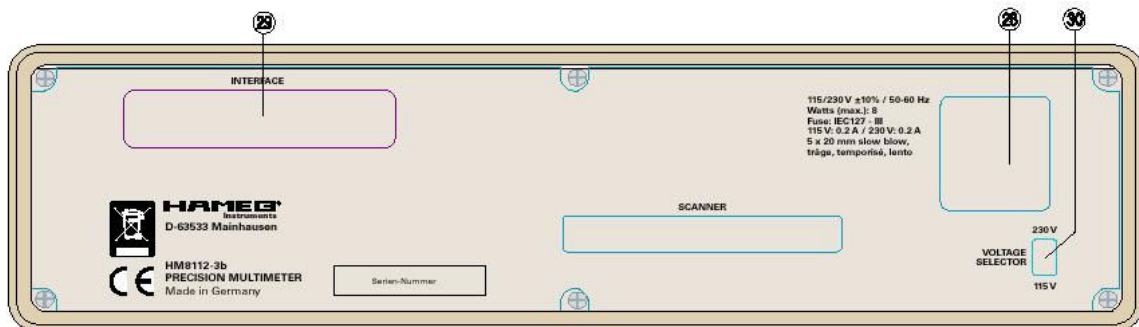 29
28
30
INTERFACE
115/230 V ±10% / 50-60 Hz
Watts (max.): 8
Fuse: IEC127 - III
115 V: 0.2 A / 230 V: 0.2 A
5 x 20 mm slow blow,
träge, temporisé, lento
HAMEG
Instruments
D-63533 Mainhausen
SCANNER
230 V
VOLTAGE
SELECTOR
115 V
CE
HM8112-3b
PRECISION MULTIMETER
Made in Germany
Serien-Nummer